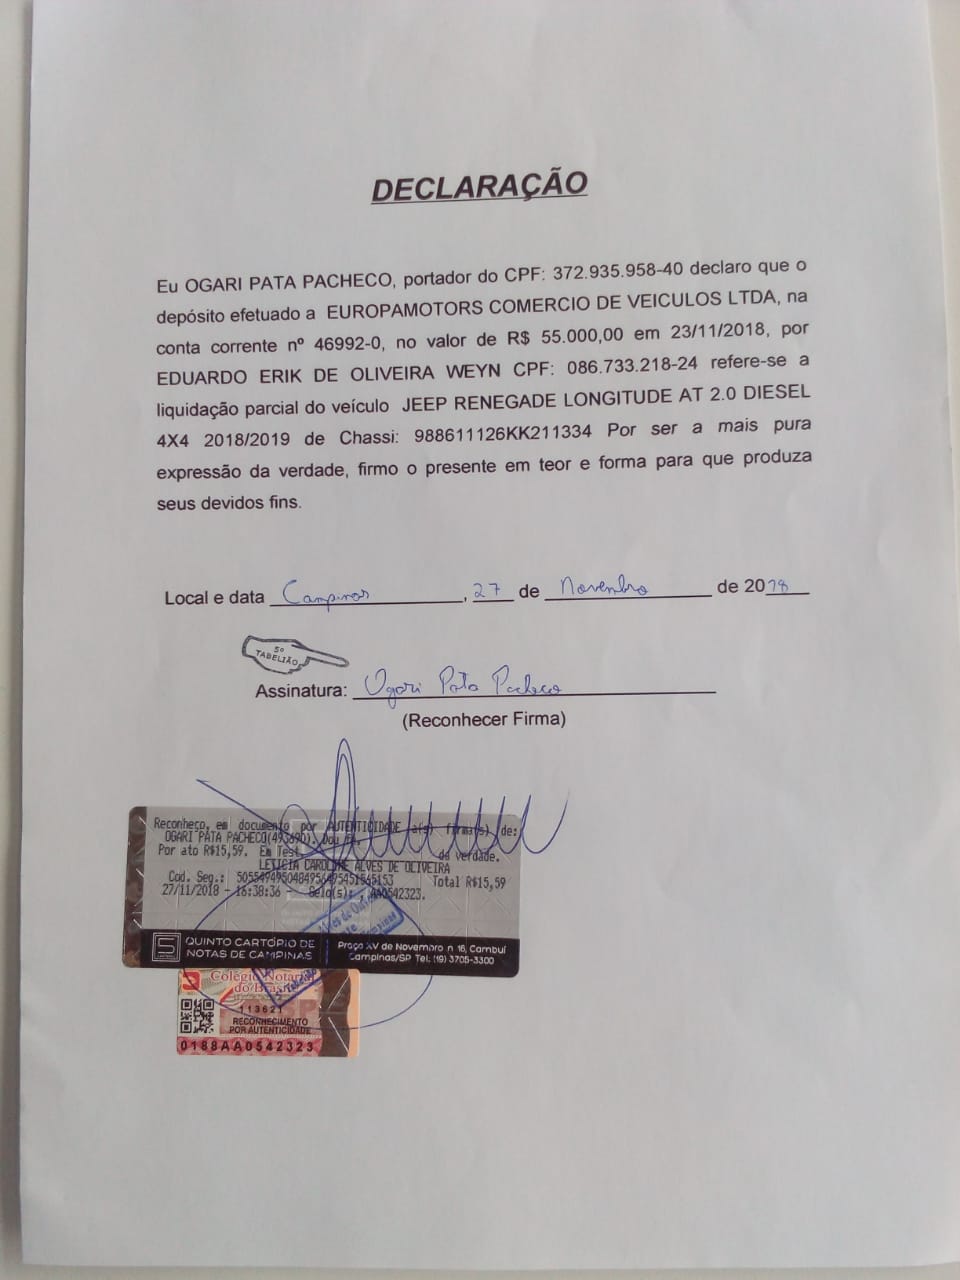 DECLARAÇÃO
Eu OGARI PATA PACHECO, portador do CPF: 372.935.958-40 declaro que o
depósito efetuado a EUROPAMOTORS COMERCIO DE VEICULOS LTDA, na
conta corrente nº 46992-0, no valor de R$ 55.000,00 em 23/11/2018, por
EDUARDO ERIK DE OLIVEIRA WEYN CPF: 086.733.218-24 refere-se a
liquidação parcial do veículo JEEP RENEGADE LONGITUDE AT 2.0 DIESEL
4X4 2018/2019 de Chassi: 988611126KK211334 Por ser a mais pura
expressão da verdade, firmo o presente em teor e forma para que produza
seus devidos fins.
Local e data Campinas, 27 de Novembro de 2018
5º
TABELIÃO
Assinatura: Ogari Pata Pacheco
(Reconhecer Firma)
Reconheço, em documento por AUTENTICIDADE a(s) firma(s) de:
OGARI PATA PACHECO(493690). Dou fé.
Por ato R$15,59. Em Test. da verdade.
LETICIA CAROLINE ALVES DE OLIVEIRA
Cod. Seg.: Total R$15,59
27/11/2018 - 16:38:36 - Selo(s): AA0542323.
QUINTO CARTÓRIO DE
NOTAS DE CAMPINAS
Praça XV de Novembro n 16, Cambuí
Campinas/SP Tel: (19) 3705-3300
Colégio Notarial
do Brasil
113621
RECONHECIMENTO
POR AUTENTICIDADE
0188AA0542323